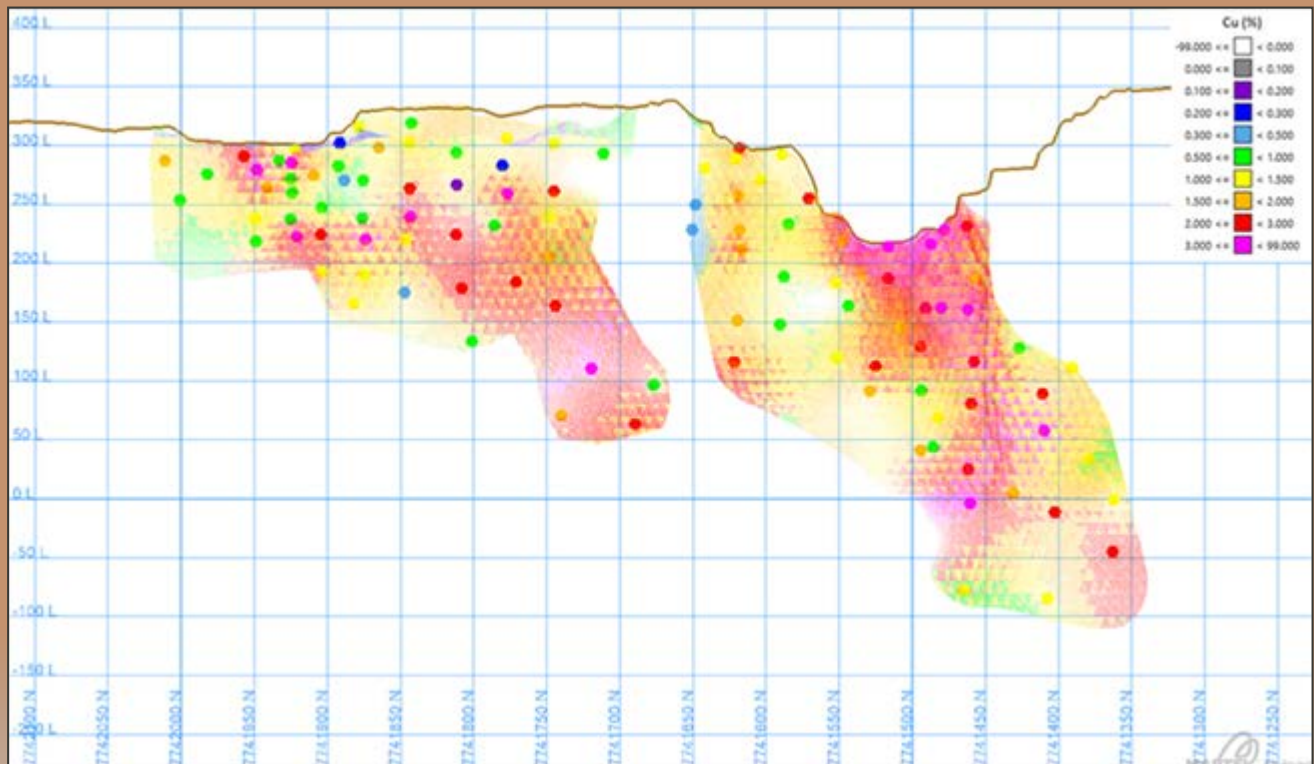 Cu (%)
-99.000 <= < 0.000
0.000 <= < 0.100
0.100 <= < 0.200
0.200 <= < 0.300
0.300 <= < 0.500
0.500 <= < 1.000
1.000 <= < 1.500
1.500 <= < 2.000
2.000 <= < 3.000
3.000 <= < 99.000
400 L
350 L
300 L
250 L
200 L
150 L
100 L
50 L
0 L
-50 L
-100 L
-150 L
-200 L
7742100 N
7742050 N
7742000 N
7741950 N
7741900 N
7741850 N
7741800 N
7741750 N
7741700 N
7741650 N
7741600 N
7741550 N
7741500 N
7741450 N
7741400 N
7741350 N
7741300 N
7741250 N